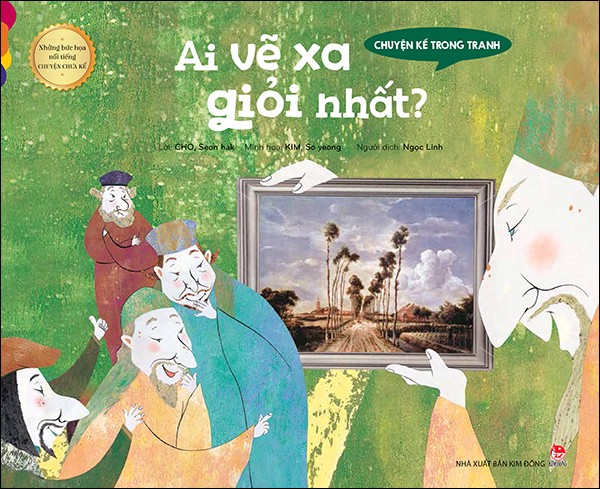 Những bức họa
nổi tiếng
CHUYỆN CHƯA KỂ
CHUYỆN KỂ TRONG TRANH
Ai vẽ xa
giỏi nhất?
Lời: CHO, Seon hak Minh họa: KIM, So yeong Người dịch: Ngọc Linh
NHÀ XUẤT BẢN KIM ĐỒNG